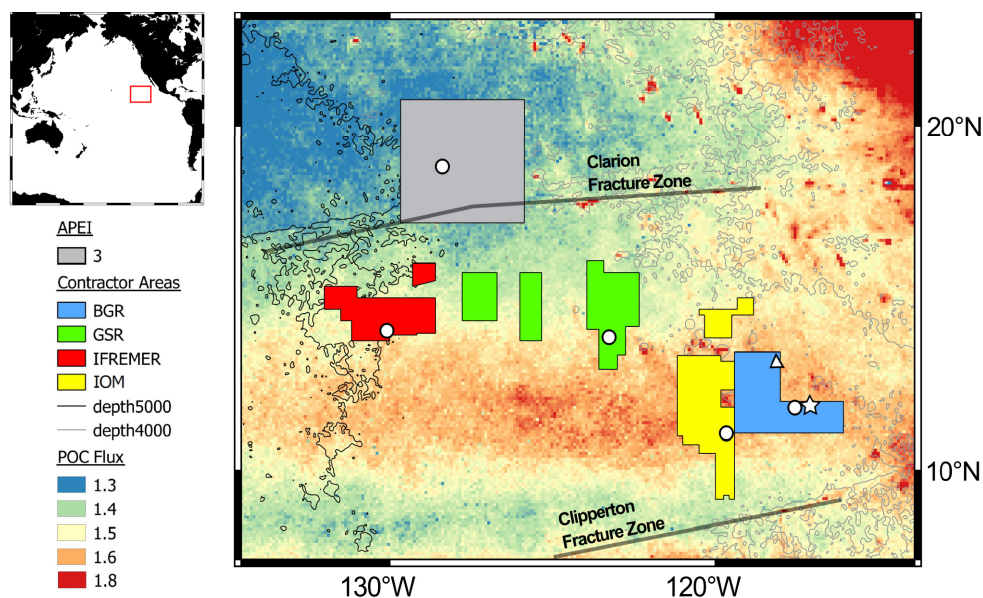 APEI
3
Contractor Areas
BGR
GSR
IFREMER
IOM
depth5000
depth4000
POC Flux
1.3
1.4
1.5
1.6
1.8
Clarion
Fracture Zone
Clipperton
Fracture Zone
20°N
10°N
130°W
120°W